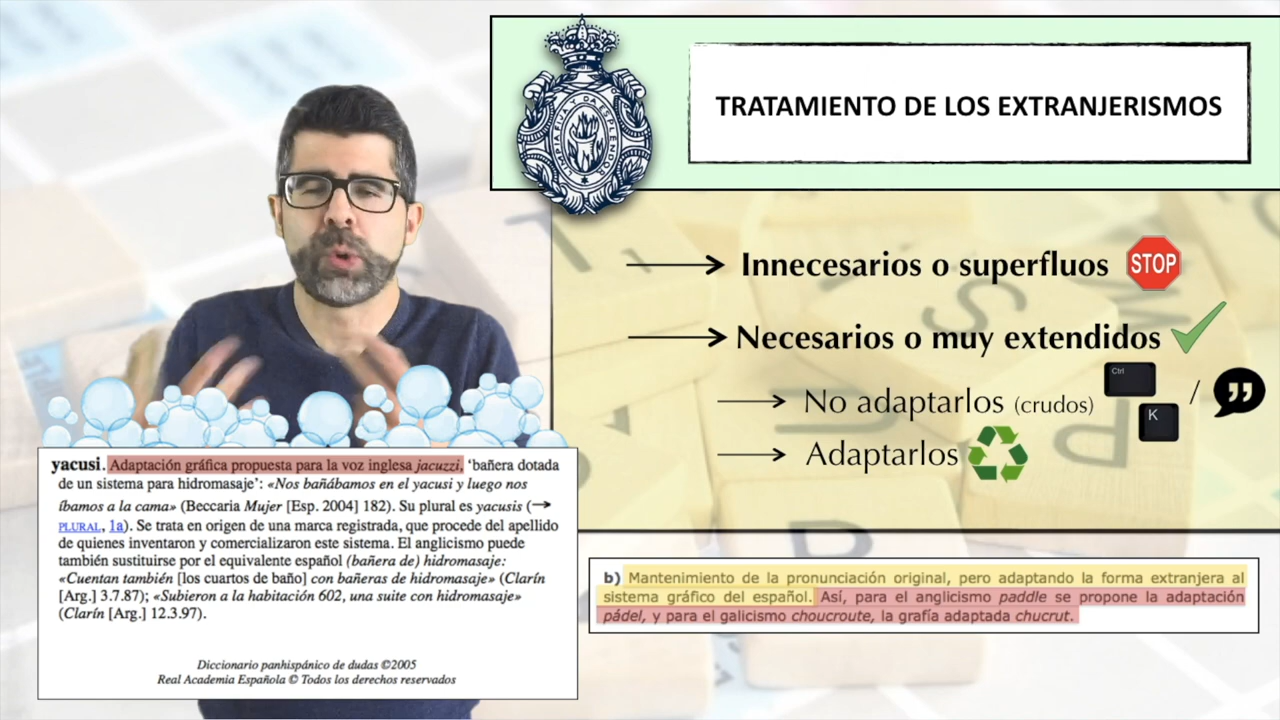 TRATAMIENTO DE LOS EXTRANJERISMOS
LIMPIA FIJA Y DA ESPLENDOR
Innecesarios o superfluos STOP
Necesarios o muy extendidos
No adaptarlos (crudos) Ctrl / K
Adaptarlos
yacusi. Adaptación gráfica propuesta para la voz inglesa jacuzzi, ‘bañera dotada
de un sistema para hidromasaje’: «Nos bañábamos en el yacusi y luego nos
íbamos a la cama» (Beccaria Mujer [Esp. 2004] 182). Su plural es yacusis (→
PLURAL, 1a). Se trata en origen de una marca registrada, que procede del apellido
de quienes inventaron y comercializaron este sistema. El anglicismo puede
también sustituirse por el equivalente español (bañera de) hidromasaje:
«Cuentan también [los cuartos de baño] con bañeras de hidromasaje» (Clarín
[Arg.] 3.7.87); «Subieron a la habitación 602, una suite con hidromasaje»
(Clarín [Arg.] 12.3.97).
Diccionario panhispánico de dudas ©2005
Real Academia Española © Todos los derechos reservados
b) Mantenimiento de la pronunciación original, pero adaptando la forma extranjera al
sistema gráfico del español. Así, para el anglicismo paddle se propone la adaptación
pádel, y para el galicismo choucroute, la grafía adaptada chucrut.